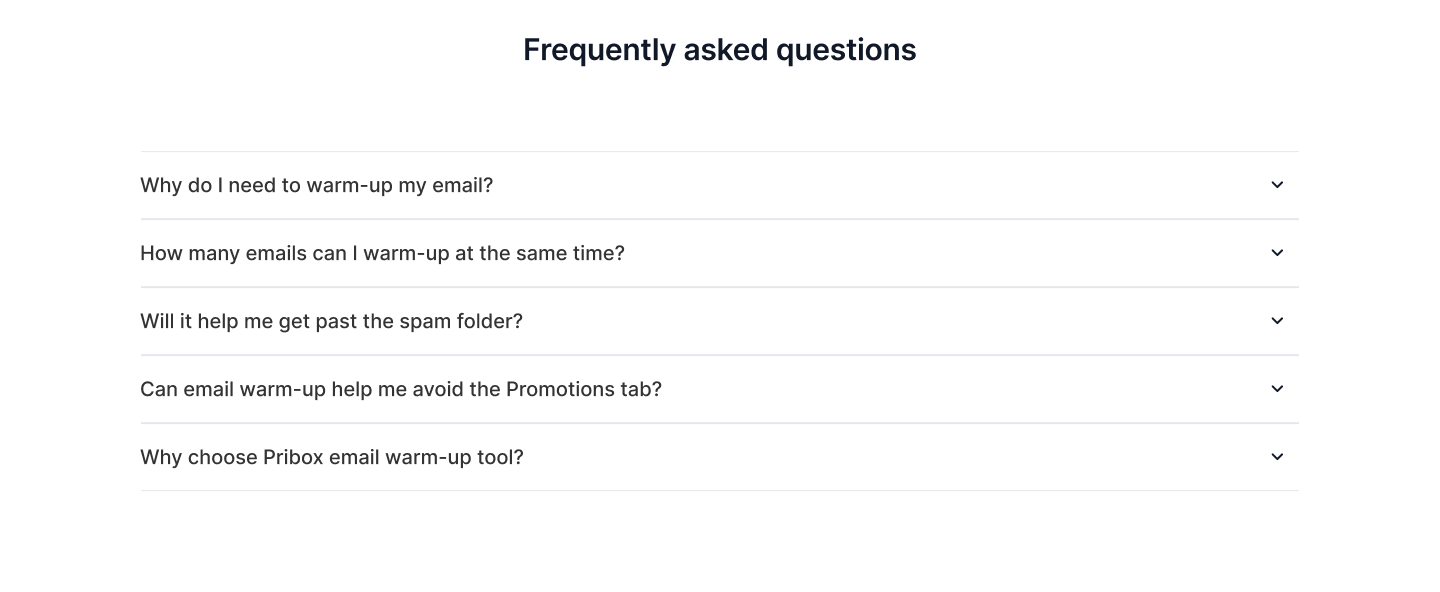 Frequently asked questions
Why do I need to warm-up my email?
How many emails can I warm-up at the same time?
Will it help me get past the spam folder?
Can email warm-up help me avoid the Promotions tab?
Why choose Pribox email warm-up tool?